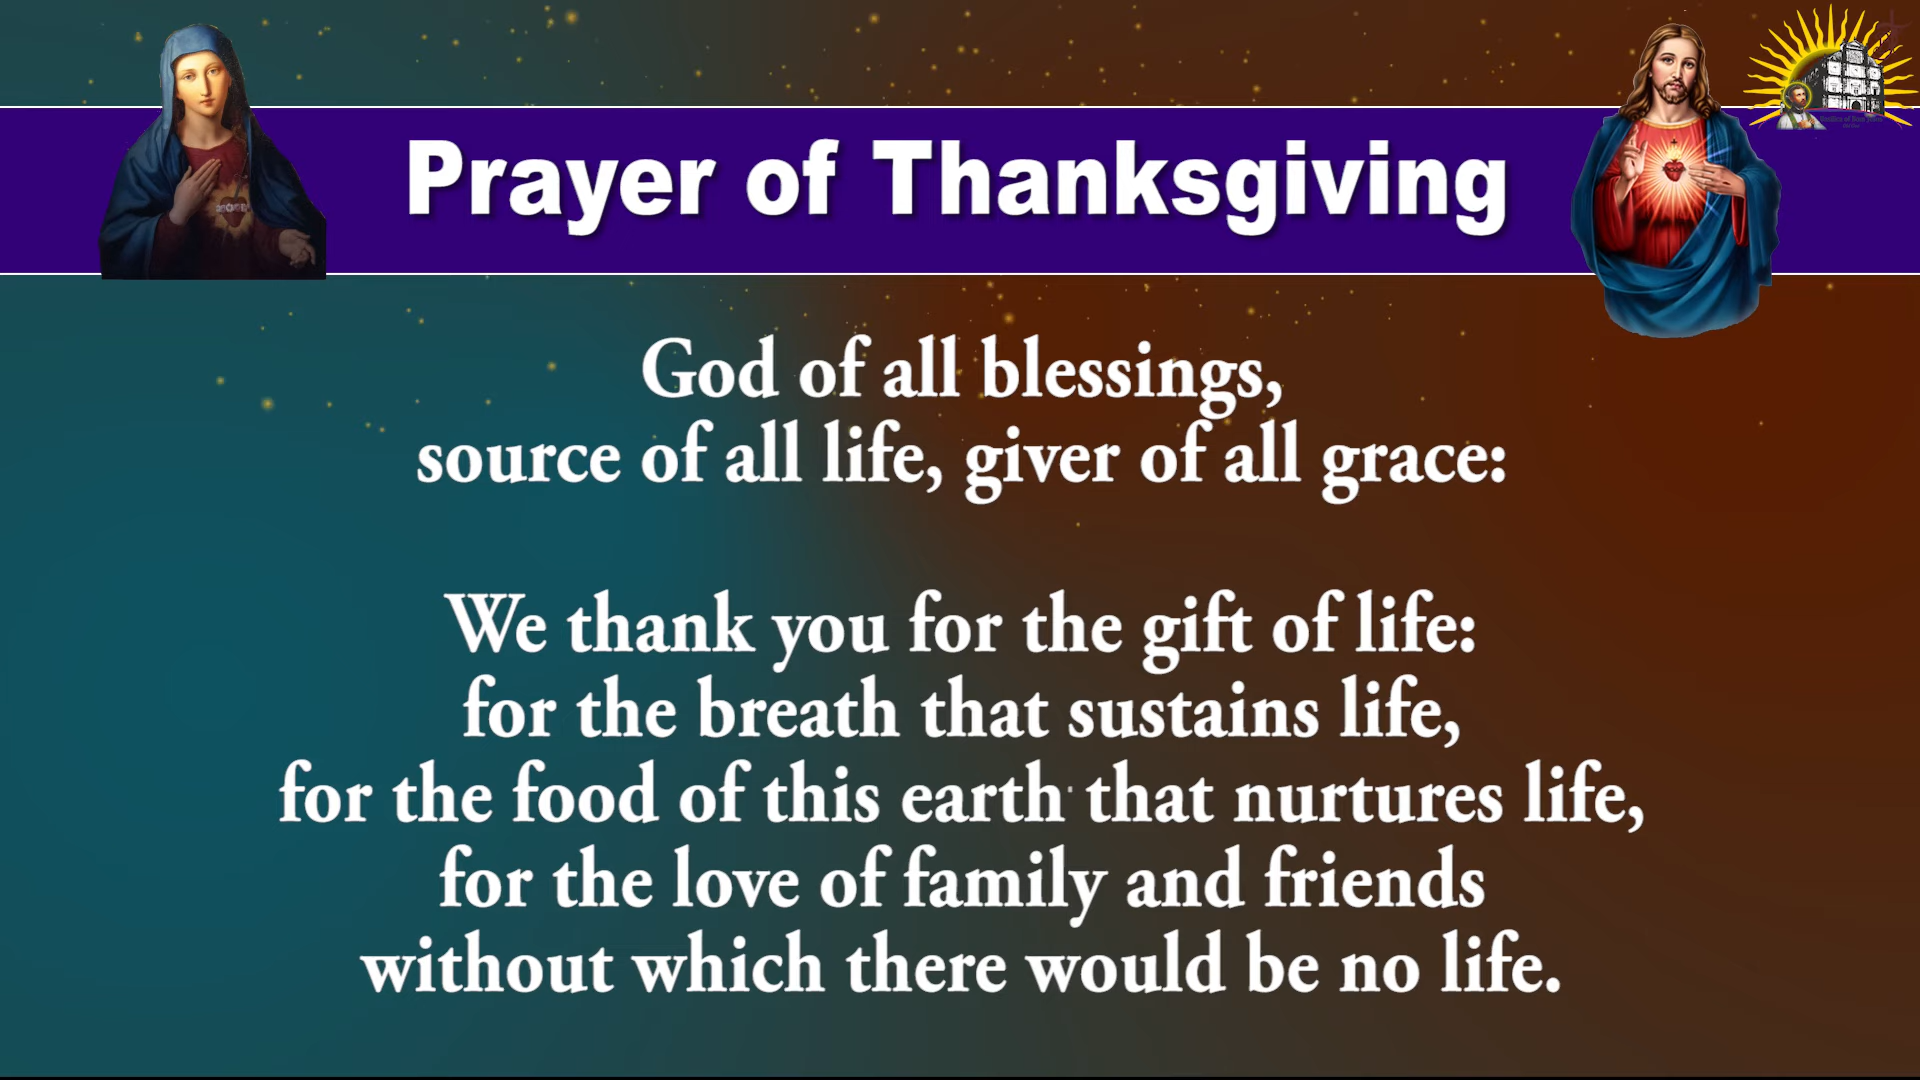 Prayer of Thanksgiving
God of all blessings,
source of all life, giver of all grace:
We thank you for the gift of life:
for the breath that sustains life,
for the food of this earth that nurtures life,
for the love of family and friends
without which there would be no life.